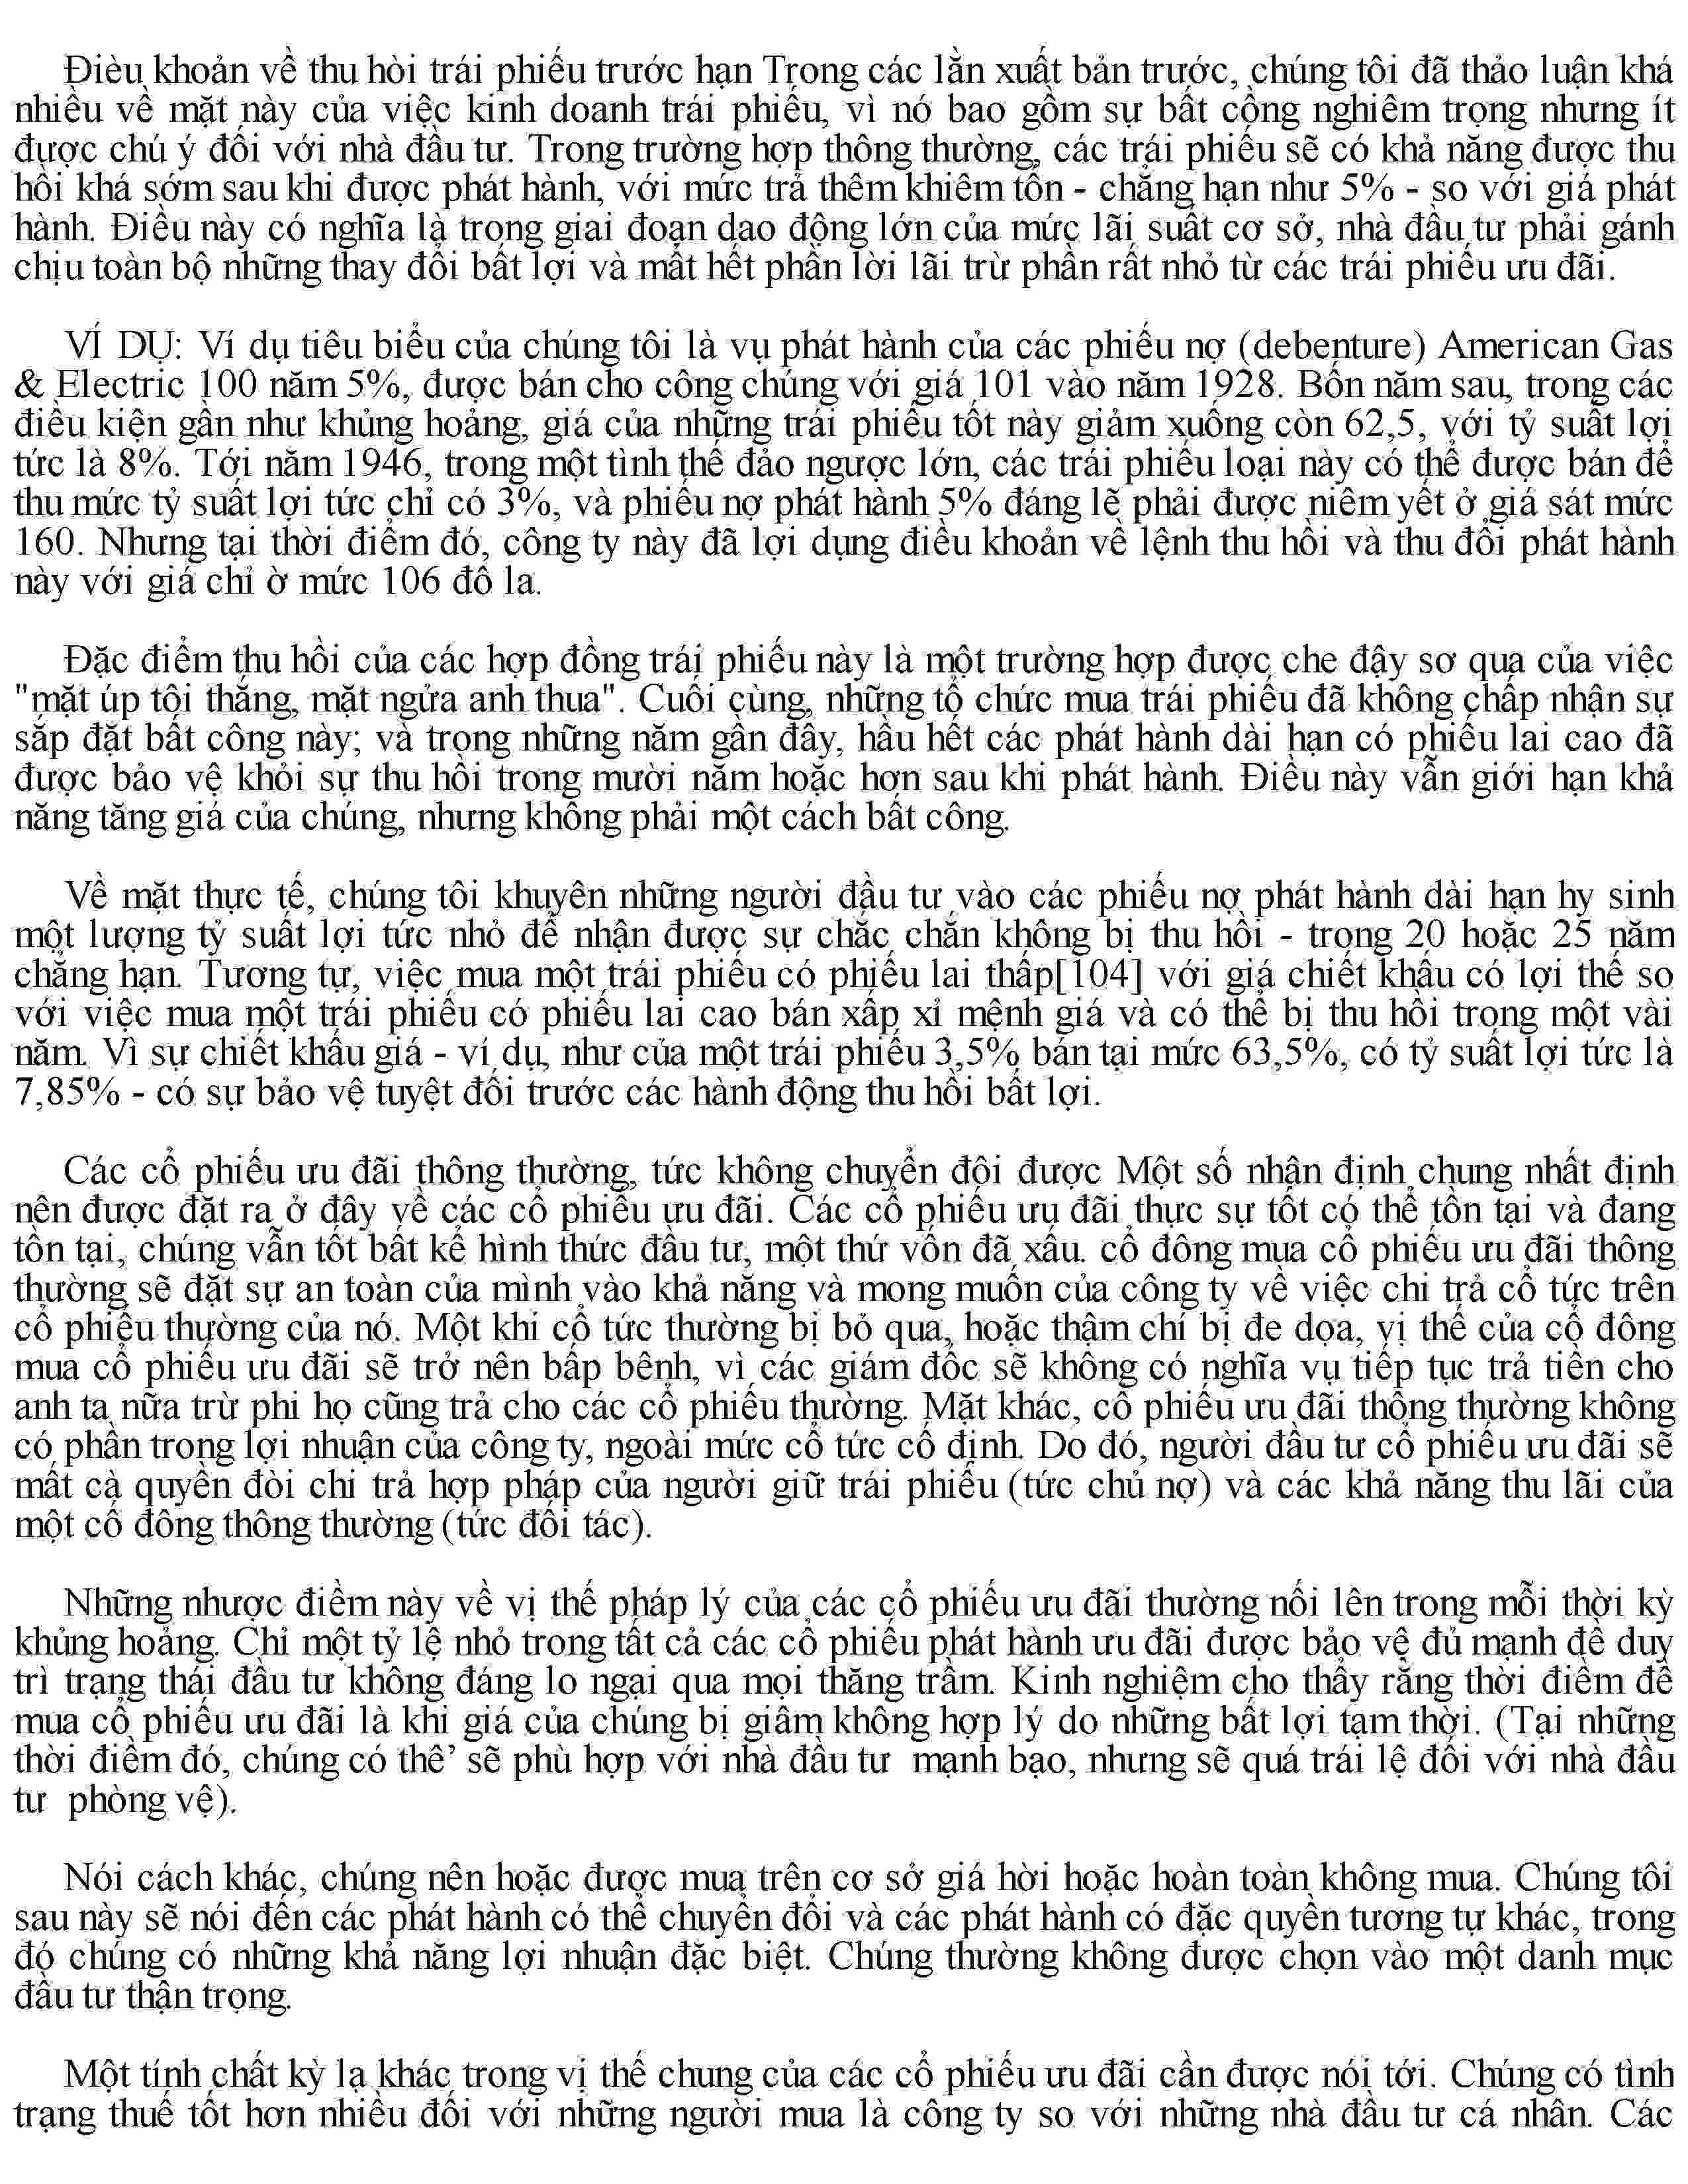 Đièu khoản về thu hòi trái phiếu trước hạn Trong các lần xuất bản trước, chúng tôi đã thảo luận khá
nhiều về mặt này của việc kinh doanh trái phiếu, vì nó bao gồm sự bất công nghiêm trọng nhưng ít
được chú ý đối với nhà đầu tư. Trong trường hợp thông thường, các trái phiếu sẽ có khả năng được thu
hồi khá sớm sau khi được phát hành, với mức trả thêm khiêm tốn - chẳng hạn như 5% - so với giá phát
hành. Điều này có nghĩa là trong giai đoạn dao động lớn của mức lãi suất cơ sở, nhà đầu tư phải gánh
chịu toàn bộ những thay đổi bất lợi và mất hết phần lời lãi trừ phần rất nhỏ từ các trái phiếu ưu đãi.
VÍ DỤ: Ví dụ tiêu biểu của chúng tôi là vụ phát hành của các phiếu nợ (debenture) American Gas
& Electric 100 năm 5%, được bán cho công chúng với giá 101 vào năm 1928. Bốn năm sau, trong các
điều kiện gần như khủng hoảng, giá của những trái phiếu tốt này giảm xuống còn 62,5, với tỷ suất lợi
tức là 8%. Tới năm 1946, trong một tình thế đảo ngược lớn, các trái phiếu loại này có thể được bán để
thu mức tỷ suất lợi tức chỉ có 3%, và phiếu nợ phát hành 5% đáng lẽ phải được niêm yết ở giá sát mức
160. Nhưng tại thời điểm đó, công ty này đã lợi dụng điều khoản về lệnh thu hồi và thu đổi phát hành
này với giá chỉ ờ mức 106 đô la.
Đặc điểm thu hồi của các hợp đồng trái phiếu này là một trường hợp được che đậy sơ qua của việc
"mặt úp tôi thắng, mặt ngửa anh thua". Cuối cùng, những tổ chức mua trái phiếu đã không chấp nhận sự
sắp đặt bất công này; và trong những năm gần đây, hầu hết các phát hành dài hạn có phiếu lai cao đã
được bảo vệ khỏi sự thu hồi trong mười năm hoặc hơn sau khi phát hành. Điều này vẫn giới hạn khả
năng tăng giá của chúng, nhưng không phải một cách bất công.
Về mặt thực tế, chúng tôi khuyên những người đầu tư vào các phiếu nợ phát hành dài hạn hy sinh
một lượng tỷ suất lợi tức nhỏ để nhận được sự chắc chắn không bị thu hồi - trong 20 hoặc 25 năm
chẳng hạn. Tương tự, việc mua một trái phiếu có phiếu lai thấp[104] với giá chiết khấu có lợi thế so
với việc mua một trái phiếu có phiếu lai cao bán xấp xỉ mệnh giá và có thể bị thu hồi trong một vài
năm. Vì sự chiết khấu giá - ví dụ, như của một trái phiếu 3,5% bán tại mức 63,5%, có tỷ suất lợi tức là
7,85% - có sự bảo vệ tuyệt đối trước các hành động thu hồi bất lợi.
Các cổ phiếu ưu đãi thông thường, tức không chuyển đôi được Một số nhận định chung nhất định
nên được đặt ra ở đây về các cổ phiếu ưu đãi. Các cổ phiếu ưu đãi thực sự tốt có thể tồn tại và đang
tồn tại, chúng vẫn tốt bất kể hình thức đầu tư, một thứ vốn đã xấu. cổ đông mua cổ phiếu ưu đãi thông
thường sẽ đặt sự an toàn của mình vào khả năng và mong muốn của công ty về việc chi trả cổ tức trên
cổ phiếu thường của nó. Một khi cổ tức thường bị bỏ qua, hoặc thậm chí bị đe dọa, vị thế của cổ đông
mua cổ phiếu ưu đãi sẽ trở nên bấp bênh, vì các giám đốc sẽ không có nghĩa vụ tiếp tục trả tiền cho
anh ta nữa trừ phi họ cũng trả cho các cổ phiếu thường. Mặt khác, cổ phiếu ưu đãi thông thường không
có phần trong lợi nhuận của công ty, ngoài mức cổ tức cố định. Do đó, người đầu tư cổ phiếu ưu đãi sẽ
mất cả quyền đòi chi trả hợp pháp của người giữ trái phiếu (tức chủ nợ) và các khả năng thu lãi của
một cổ đông thông thường (tức đối tác).
Những nhược điềm này về vị thế pháp lý của các cổ phiếu ưu đãi thường nổi lên trong mỗi thời kỳ
khủng hoảng. Chỉ một tỷ lệ nhỏ trong tất cả các cổ phiếu phát hành ưu đãi được bảo vệ đủ mạnh để duy
trì trạng thái đầu tư không đáng lo ngại qua mọi thăng trầm. Kinh nghiệm cho thấy rằng thời điềm để
mua cổ phiếu ưu đãi là khi giá của chúng bị giâm không hợp lý do những bất lợi tạm thời. (Tại những
thời điềm đó, chúng có thê’ sẽ phù hợp với nhà đầu tư  mạnh bạo, nhưng sẽ quá trái lệ đối với nhà đầu
tư  phòng vệ).
Nói cách khác, chúng nên hoặc được mua trên cơ sở giá hời hoặc hoàn toàn không mua. Chúng tôi
sau này sẽ nói đến các phát hành có thể chuyển đổi và các phát hành có đặc quyền tương tự khác, trong
đó chúng có những khả năng lợi nhuận đặc biệt. Chúng thường không được chọn vào một danh mục
đầu tư thận trọng.
Một tính chất kỳ lạ khác trong vị thế chung của các cổ phiếu ưu đãi cần được nói tới. Chúng có tình
trạng thuế tốt hơn nhiều đối với những người mua là công ty so với những nhà đầu tư cá nhân. Các